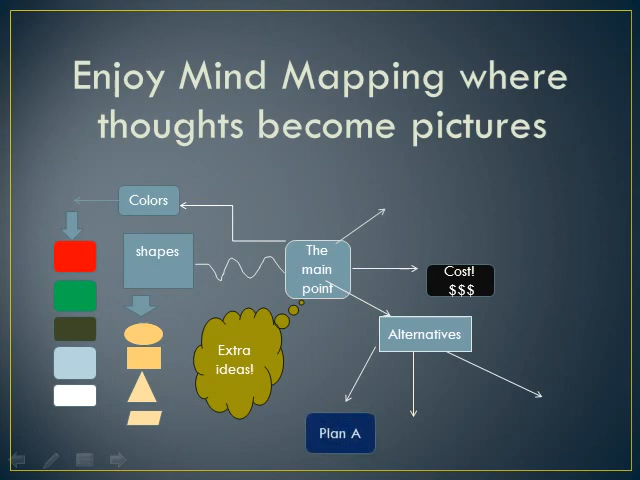 Enjoy Mind Mapping where
thoughts become pictures
Colors
shapes
The
main
point
Cost!
$$$
Alternatives
Extra
ideas!
Plan A